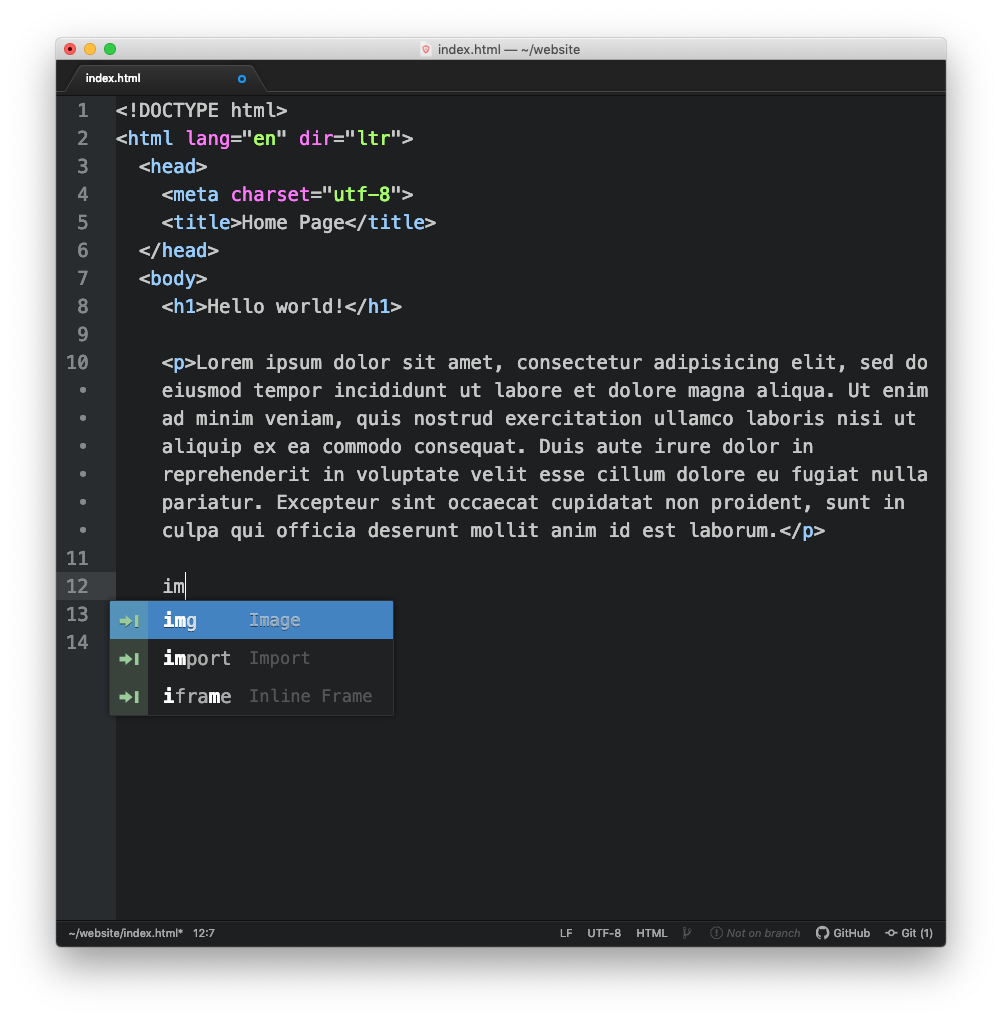 index.html — ~/website
index.html
1 <!DOCTYPE html>
2 <html lang="en" dir="ltr">
3 <head>
4 <meta charset="utf-8">
5 <title>Home Page</title>
6 </head>
7 <body>
8 <h1>Hello world!</h1>
9
10 <p>Lorem ipsum dolor sit amet, consectetur adipisicing elit, sed do
• eiusmod tempor incididunt ut labore et dolore magna aliqua. Ut enim
• ad minim veniam, quis nostrud exercitation ullamco laboris nisi ut
• aliquip ex ea commodo consequat. Duis aute irure dolor in
• reprehenderit in voluptate velit esse cillum dolore eu fugiat nulla
• pariatur. Excepteur sint occaecat cupidatat non proident, sunt in
• culpa qui officia deserunt mollit anim id est laborum.</p>
11
12 im
13 img Image
import Import
14
iframe Inline Frame
~/website/index.html* 12:7 LF UTF-8 HTML Not on branch GitHub Git (1)